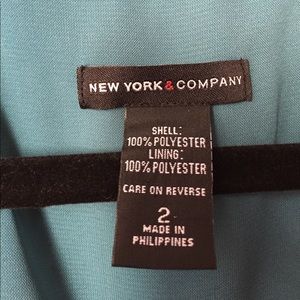 NEW YORK&COMPANY
SHELL:
100% POLYESTER
LINING:
100% POLYESTER
CARE ON REVERSE
2
MADE IN
PHILIPPINES